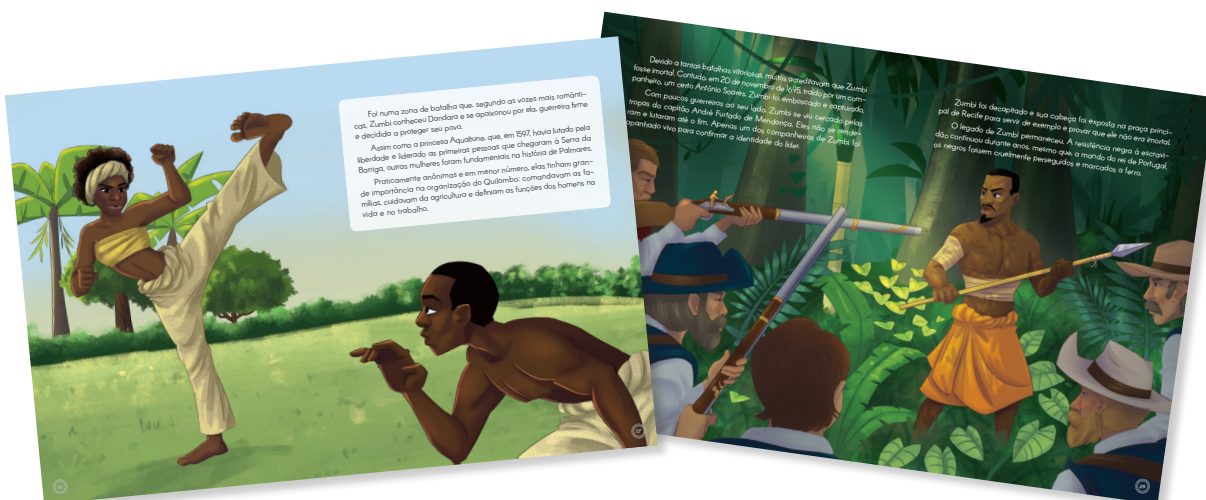 Foi numa zona de batalha que, segundo as vozes mais românti-
cas, Zumbi conheceu Dandara e se apaixonou por ela, guerreira firme
e decidida a proteger seu povo.
Assim como a princesa Aqualtune, que, em 1597, havia lutado pela
liberdade e liderado as primeiras pessoas que chegaram à Serra da
Barriga, outras mulheres foram fundamentais na história de Palmares.
Praticamente anônimas e em menor número, elas tinham gran-
de importância na organização do Quilombo: comandavam as fa-
mílias, cuidavam da agricultura e definiam as funções dos homens na
vida e no trabalho.
16
17
Devido a tantas batalhas vitoriosas, muitos acreditavam que Zumbi
fosse imortal. Contudo, em 20 de novembro de 1695, traído por um com-
panheiro, um certo Antônio Soares, Zumbi foi emboscado e capturado.
Com poucos guerreiros ao seu lado, Zumbi se viu cercado pelas
tropas do capitão André Furtado de Mendonça. Eles não se rende-
ram e lutaram até o fim. Apenas um dos companheiros de Zumbi foi
apanhado vivo para confirmar a identidade do líder.
Zumbi foi decapitado e sua cabeça foi exposta na praça princi-
pal de Recife para servir de exemplo e provar que ele não era imortal.
O legado de Zumbi permaneceu. A resistência negra à escravi-
dão continuou durante anos, mesmo que, a mando do rei de Portugal,
os negros fossem cruelmente perseguidos e marcados a ferro.
29